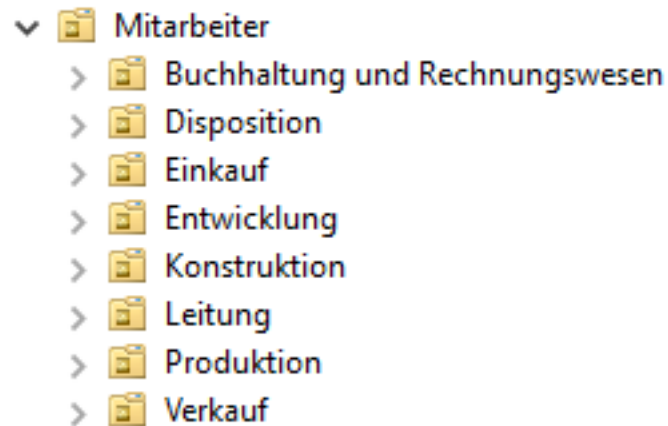 Mitarbeiter
Buchhaltung und Rechnungswesen
Disposition
Einkauf
Entwicklung
Konstruktion
Leitung
Produktion
Verkauf